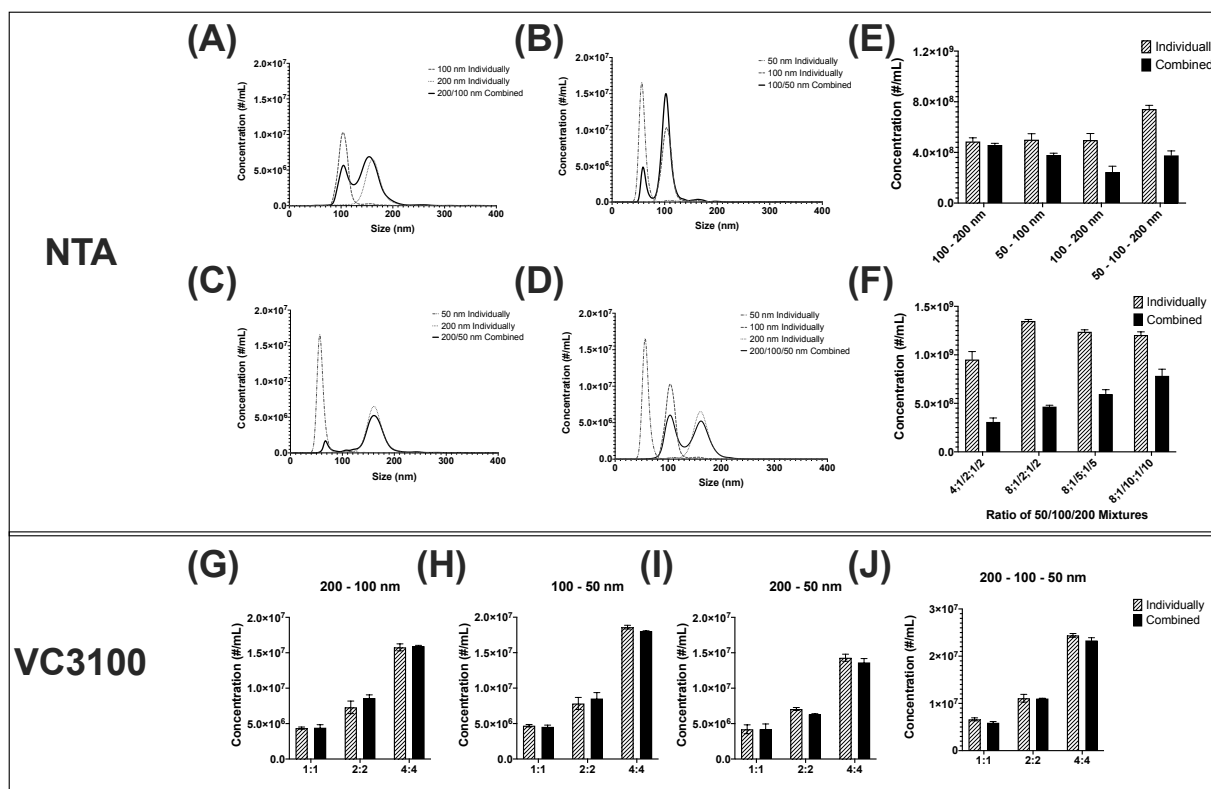 NTA
(A)
2.0×10⁷
1.5×10⁷
1.0×10⁷
5.0×10⁶
0.0
0
100
200
300
400
Concentration (#/mL)
Size (nm)
100 nm Individually
200 nm Individually
200/100 nm Combined
(B)
2.0×10⁷
1.5×10⁷
1.0×10⁷
5.0×10⁶
0.0
0
100
200
300
400
Concentration (#/mL)
Size (nm)
50 nm Individually
100 nm Individually
100/50 nm Combined
(E)
1.2×10⁹
8.0×10⁸
4.0×10⁸
0.0
Concentration (#/mL)
Individually
Combined
100 - 200 nm
50 - 100 nm
100 - 200 nm
50 - 100 - 200 nm
(C)
2.0×10⁷
1.5×10⁷
1.0×10⁷
5.0×10⁶
0.0
0
100
200
300
400
Concentration (#/mL)
Size (nm)
50 nm Individually
200 nm Individually
200/50 nm Combined
(D)
2.0×10⁷
1.5×10⁷
1.0×10⁷
5.0×10⁶
0.0
0
100
200
300
400
Concentration (#/mL)
Size (nm)
50 nm Individually
100 nm Individually
200 nm Individually
200/100/50 nm Combined
(F)
1.5×10⁹
1.0×10⁹
5.0×10⁸
0.0
Concentration (#/mL)
Individually
Combined
4;1/2;1/2
8;1/2;1/2
8;1/5;1/5
8;1/10;1/10
Ratio of 50/100/200 Mixtures
VC3100
(G)
200 - 100 nm
2.0×10⁷
1.5×10⁷
1.0×10⁷
5.0×10⁶
0.0
Concentration (#/mL)
1:1
2:2
4:4
(H)
100 - 50 nm
2.0×10⁷
1.5×10⁷
1.0×10⁷
5.0×10⁶
0.0
Concentration (#/mL)
1:1
2:2
4:4
(I)
200 - 50 nm
2.0×10⁷
1.5×10⁷
1.0×10⁷
5.0×10⁶
0.0
Concentration (#/mL)
1:1
2:2
4:4
(J)
200 - 100 - 50 nm
3×10⁷
2×10⁷
1×10⁷
0
Concentration (#/mL)
1:1
2:2
4:4
Individually
Combined